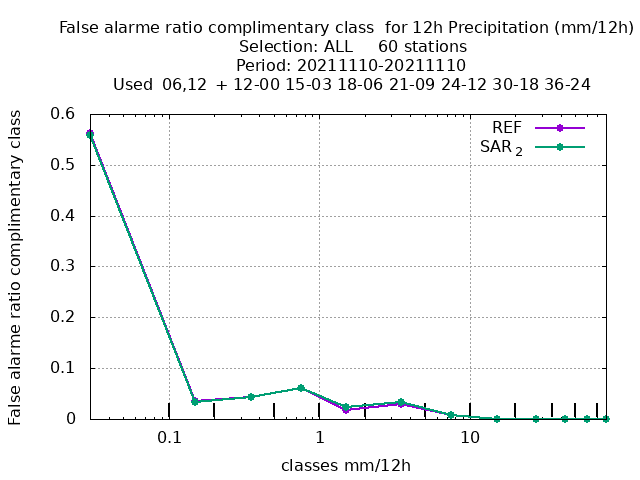 False alarme ratio complimentary class  for 12h Precipitation (mm/12h)
Selection: ALL     60 stations
Period: 20211110-20211110
Used  06,12  + 12-00 15-03 18-06 21-09 24-12 30-18 36-24
False alarme ratio complimentary class
0.6
0.5
0.4
0.3
0.2
0.1
0
REF
SAR 2
0.1 1 10
classes mm/12h